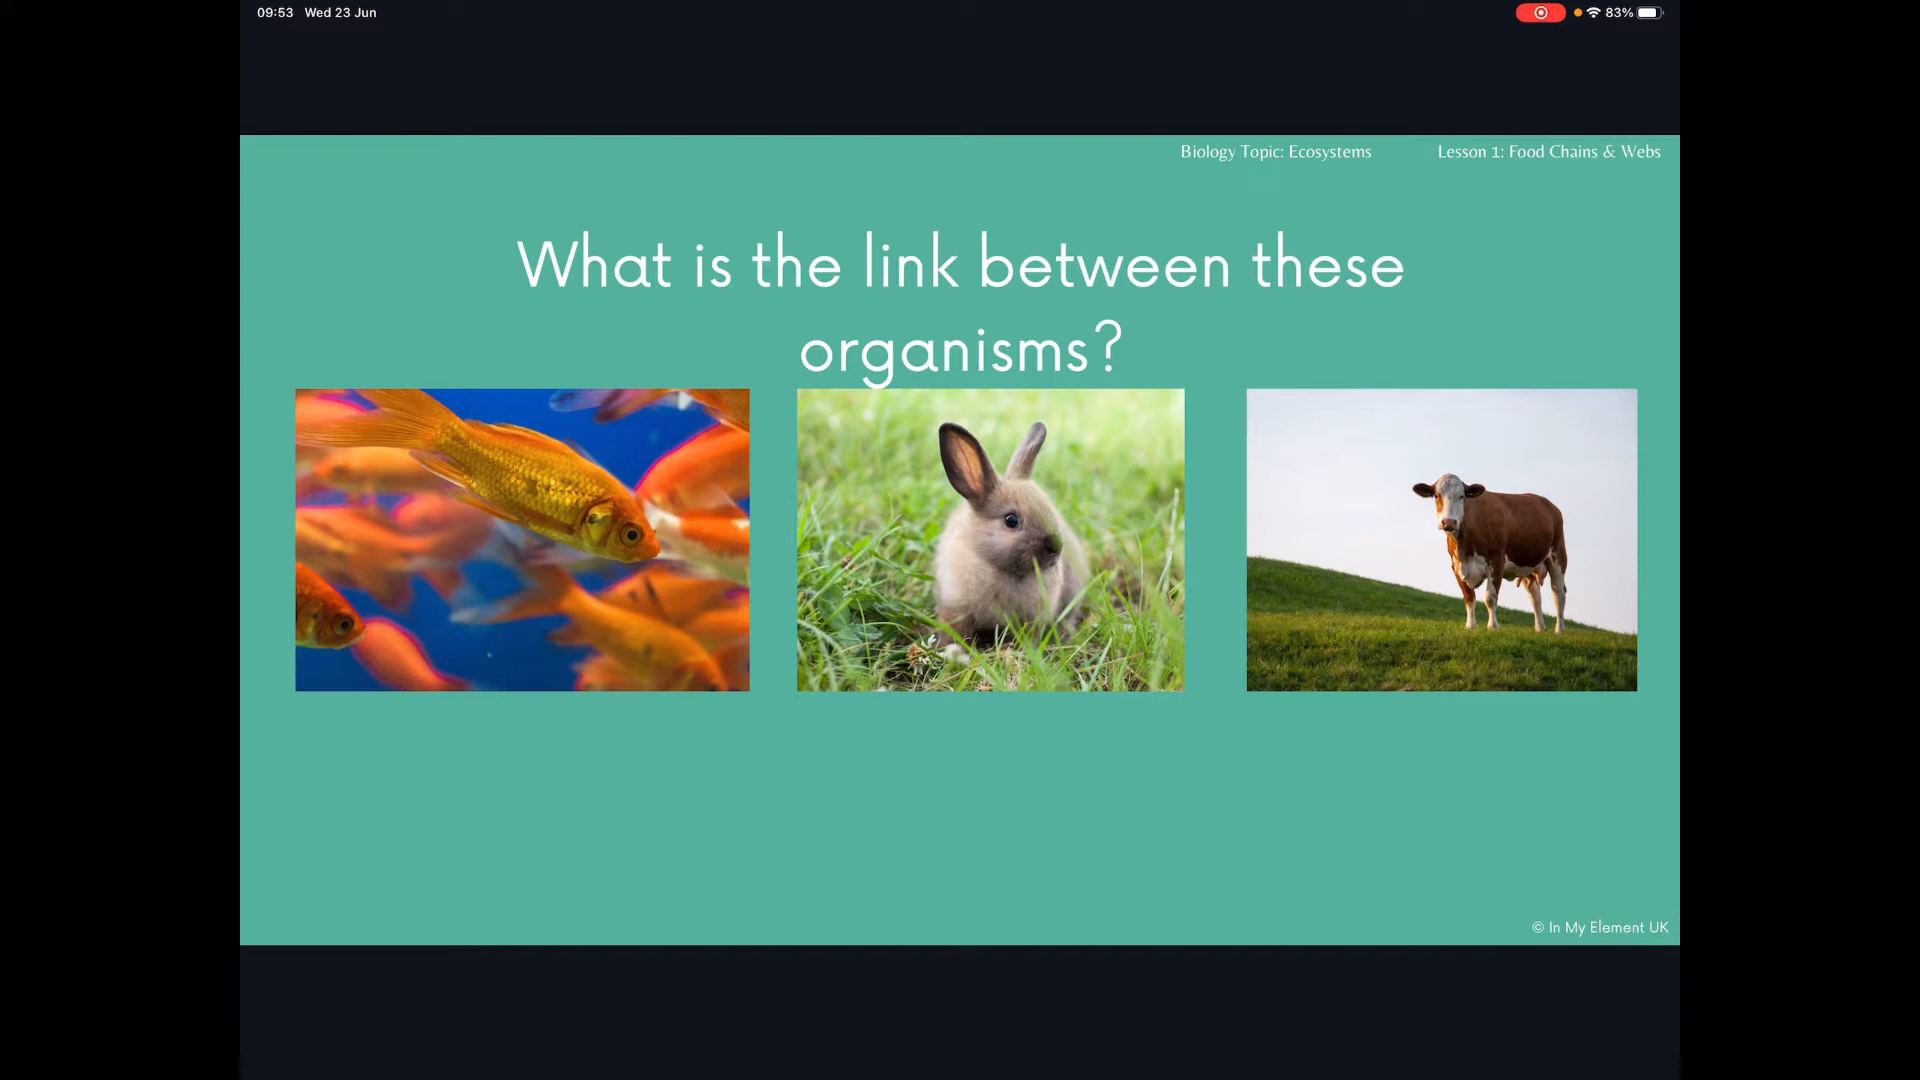 09:53 Wed 23 Jun
83%
Biology Topic: Ecosystems
Lesson 1: Food Chains & Webs
What is the link between these
organisms?
© In My Element UK